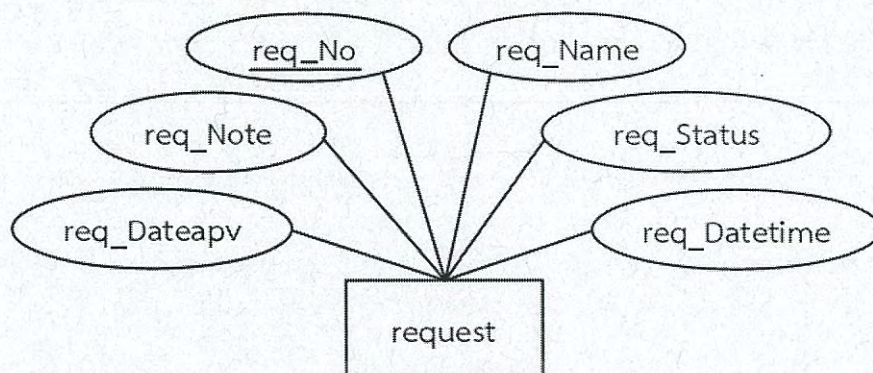 req_No
req_Name
req_Note
req_Status
req_Dateapv
req_Datetime
request